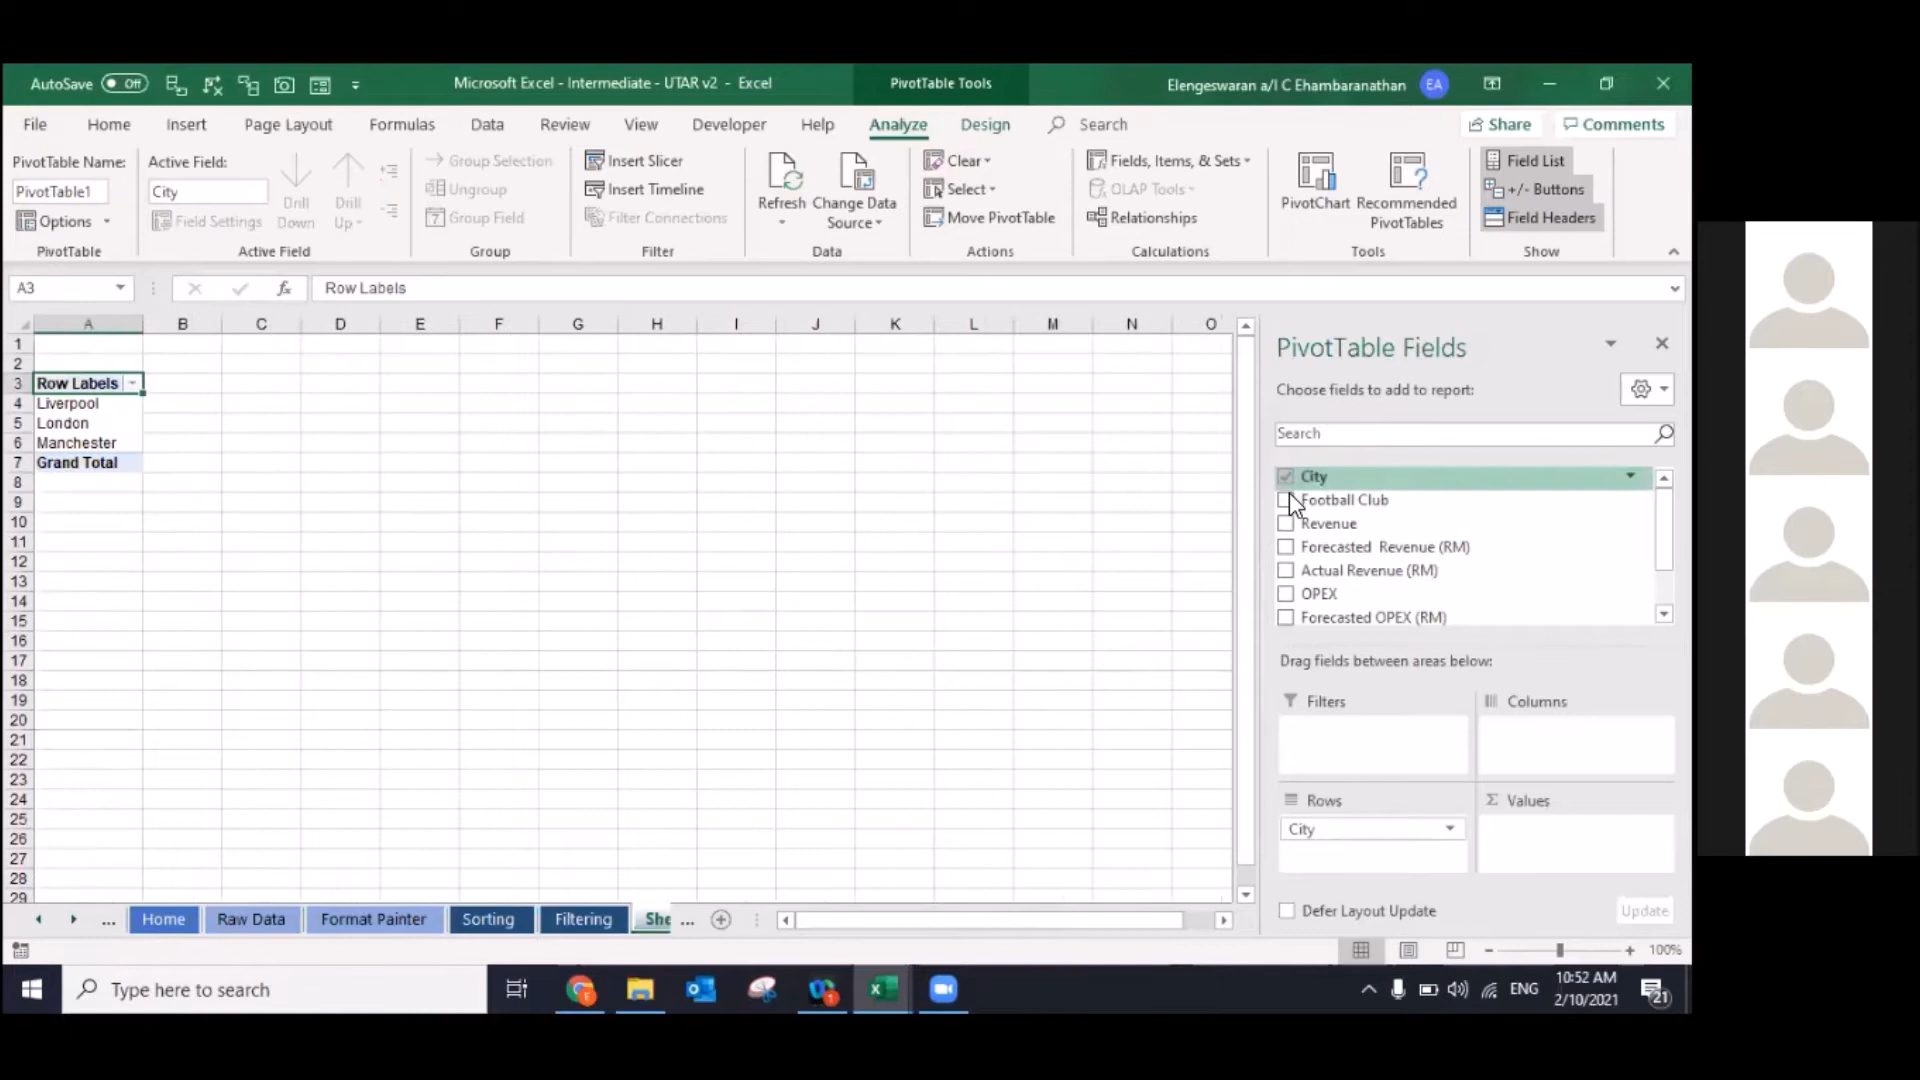 AutoSave Off
Microsoft Excel - Intermediate - UTAR v2 - Excel
PivotTable Tools
Elengeswaran a/l C Ehambaranathan
EA
File
Home
Insert
Page Layout
Formulas
Data
Review
View
Developer
Help
Analyze
Design
Search
Share
Comments
PivotTable Name:
PivotTable1
Options
PivotTable
Active Field:
City
Field Settings
Drill Down
Drill Up
Active Field
Group Selection
Ungroup
Group Field
Group
Insert Slicer
Insert Timeline
Filter Connections
Filter
Refresh
Change Data Source
Data
Clear
Select
Move PivotTable
Actions
Fields, Items, & Sets
OLAP Tools
Relationships
Calculations
PivotChart
Recommended PivotTables
Tools
Field List
+/- Buttons
Field Headers
Show
A3
fx
Row Labels
A B C D E F G H I J K L M N O
1
2
3 Row Labels
4 Liverpool
5 London
6 Manchester
7 Grand Total
8
9
10
11
12
13
14
15
16
17
18
19
20
21
22
23
24
25
26
27
28
29
PivotTable Fields
Choose fields to add to report:
Search
City
Football Club
Revenue
Forecasted Revenue (RM)
Actual Revenue (RM)
OPEX
Forecasted OPEX (RM)
Drag fields between areas below:
Filters
Columns
Rows
Σ Values
City
Defer Layout Update
Update
...
Home
Raw Data
Format Painter
Sorting
Filtering
She
...
100%
Type here to search
ENG
10:52 AM
2/10/2021
21